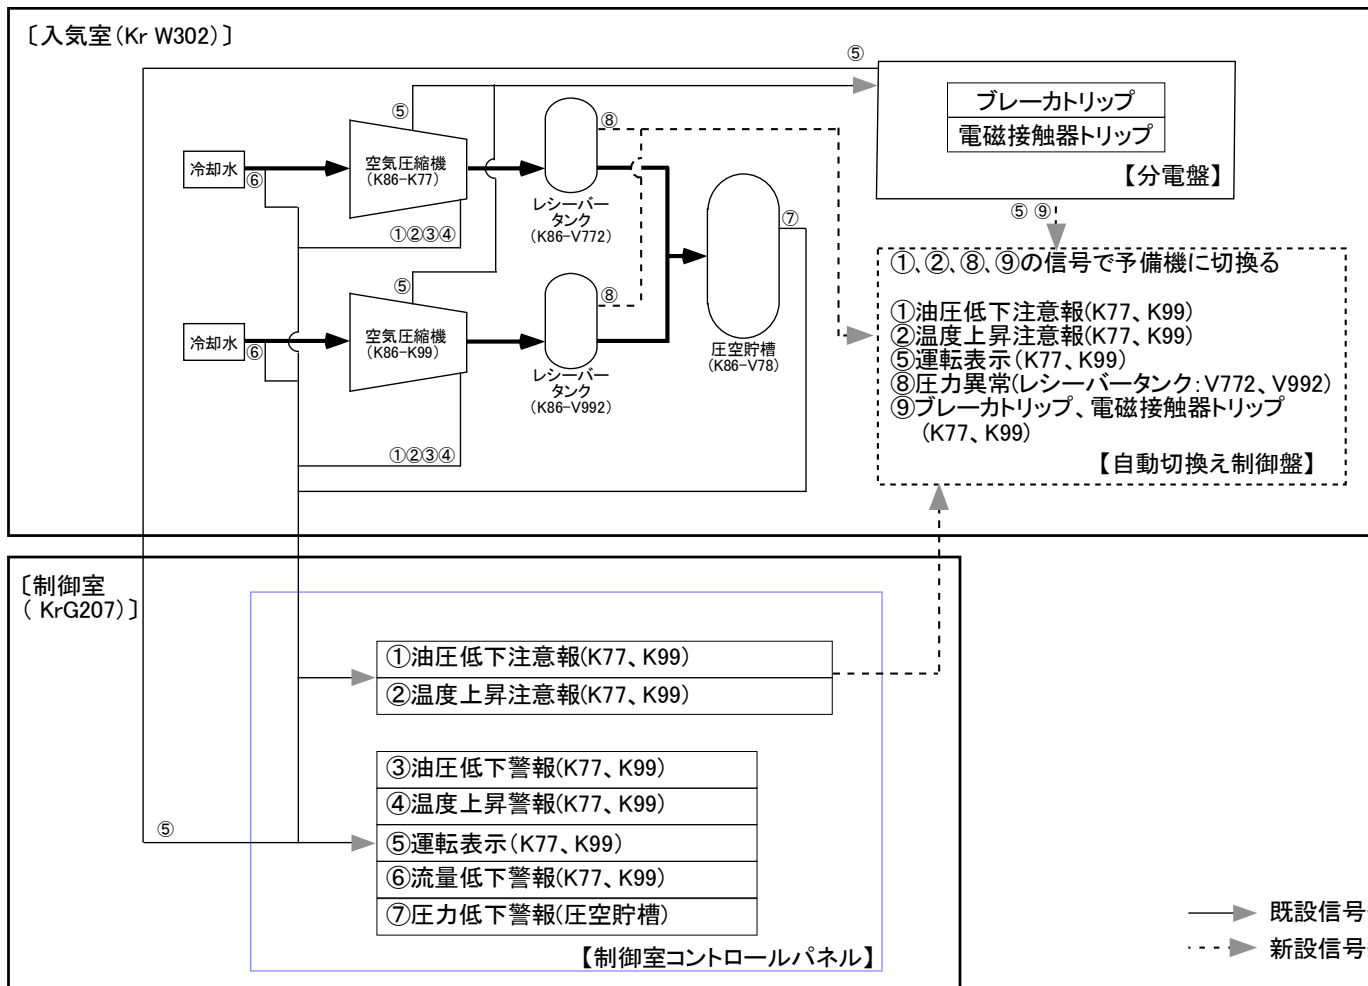 〔入気室(Kr W302)〕
⑤
ブレーカトリップ
電磁接触器トリップ
【分電盤】
⑤
⑧
冷却水
⑥
空気圧縮機
(K86-K77)
レシーバー
タンク
(K86-V772)
①②③④
⑦
⑤ ⑨
⑤
⑧
冷却水
⑥
空気圧縮機
(K86-K99)
レシーバー
タンク
(K86-V992)
圧空貯槽
(K86-V78)
①②③④
①、②、⑧、⑨の信号で予備機に切換る
①油圧低下注意報(K77、K99)
②温度上昇注意報(K77、K99)
⑤運転表示(K77、K99)
⑧圧力異常(レシーバータンク:V772、V992)
⑨ブレーカトリップ、電磁接触器トリップ
(K77、K99)
【自動切換え制御盤】
〔制御室
( KrG207)〕
①油圧低下注意報(K77、K99)
②温度上昇注意報(K77、K99)
③油圧低下警報(K77、K99)
④温度上昇警報(K77、K99)
⑤
⑤運転表示(K77、K99)
⑥流量低下警報(K77、K99)
⑦圧力低下警報(圧空貯槽)
【制御室コントロールパネル】
既設信号
新設信号